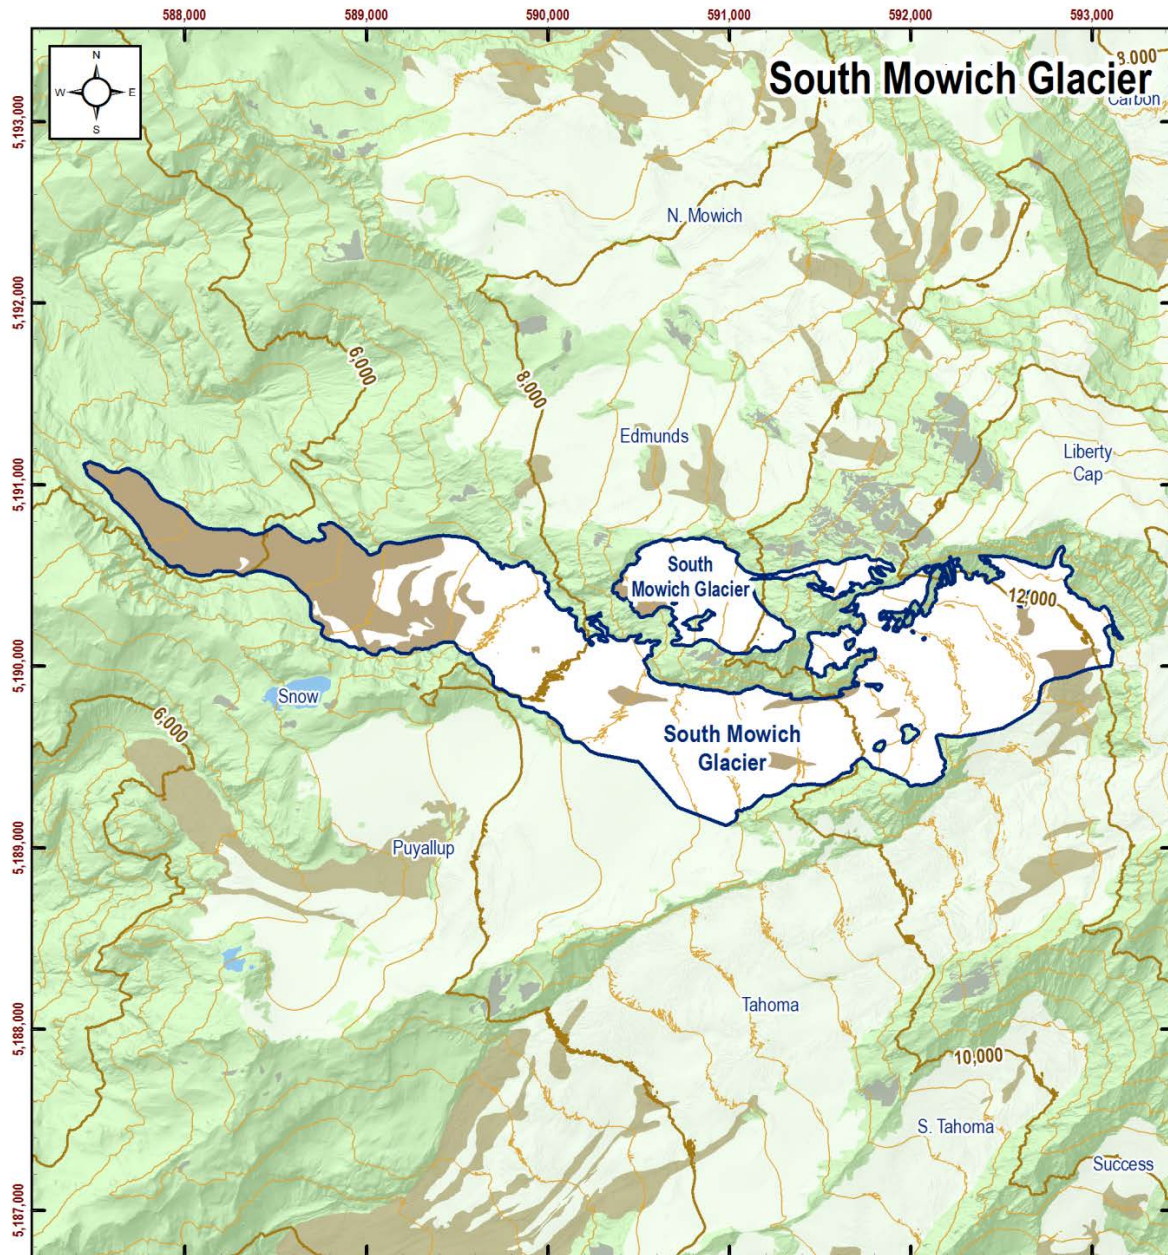 588,000
589,000
590,000
591,000
592,000
593,000
N
W
E
S
South Mowich Glacier
8,000
Carbon
5,193,000
N. Mowich
5,192,000
6,000
8,000
Edmunds
Liberty
Cap
5,191,000
South
Mowich Glacier
12,000
5,190,000
Snow
6,000
South Mowich
Glacier
Puyallup
5,189,000
Tahoma
5,188,000
10,000
S. Tahoma
Success
5,187,000